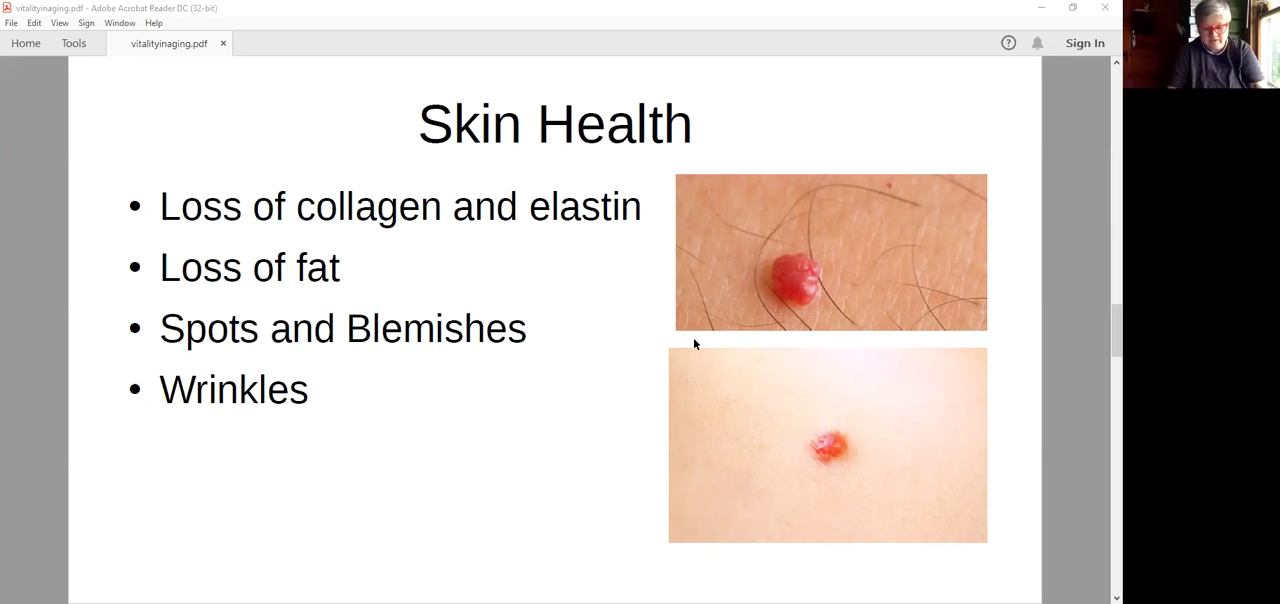 vitalityinaging.pdf - Adobe Acrobat Reader DC (32-bit)
File Edit View Sign Window Help
Home Tools vitalityinaging.pdf × Sign In
Skin Health
• Loss of collagen and elastin
• Loss of fat
• Spots and Blemishes
• Wrinkles